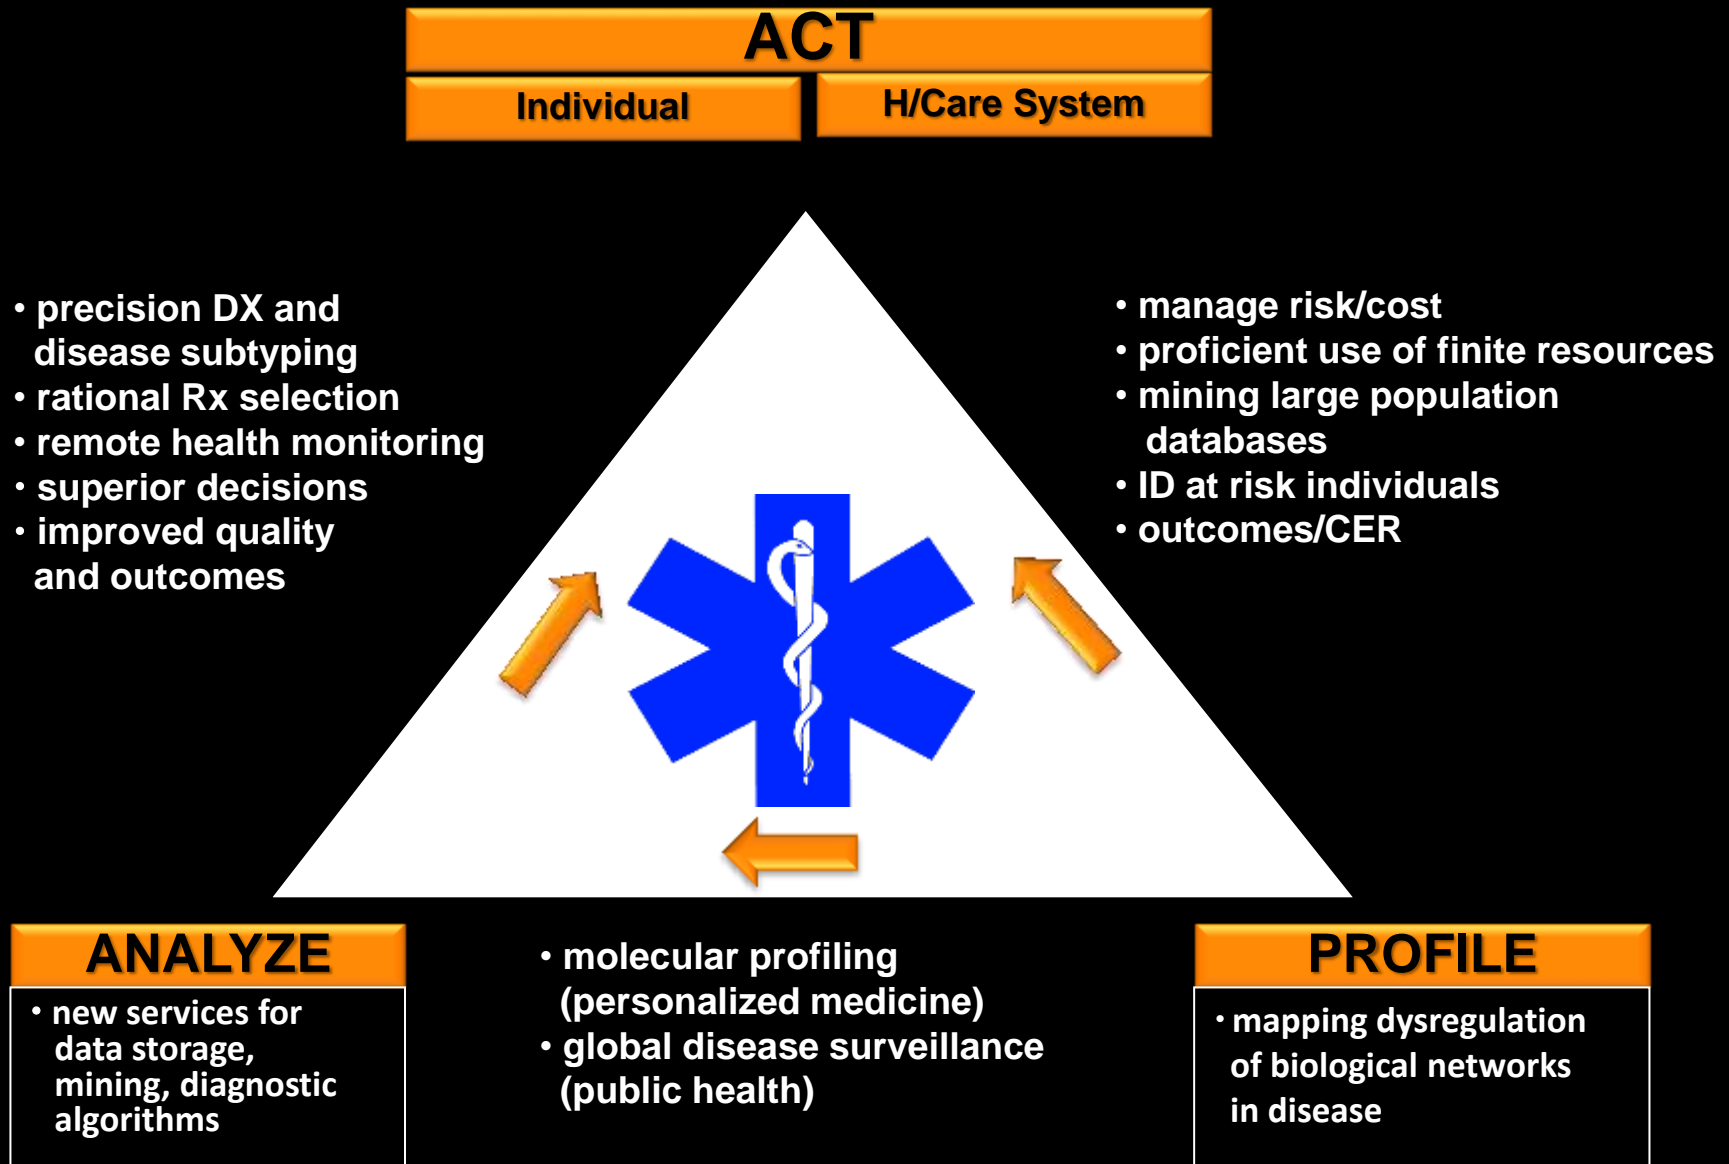 ACT
Individual
H/Care System
• precision DX and
disease subtyping
• rational Rx selection
• remote health monitoring
• superior decisions
• improved quality
and outcomes
• manage risk/cost
• proficient use of finite resources
• mining large population
databases
• ID at risk individuals
• outcomes/CER
ANALYZE
• new services for
data storage,
mining, diagnostic
algorithms
• molecular profiling
(personalized medicine)
• global disease surveillance
(public health)
PROFILE
• mapping dysregulation
of biological networks
in disease